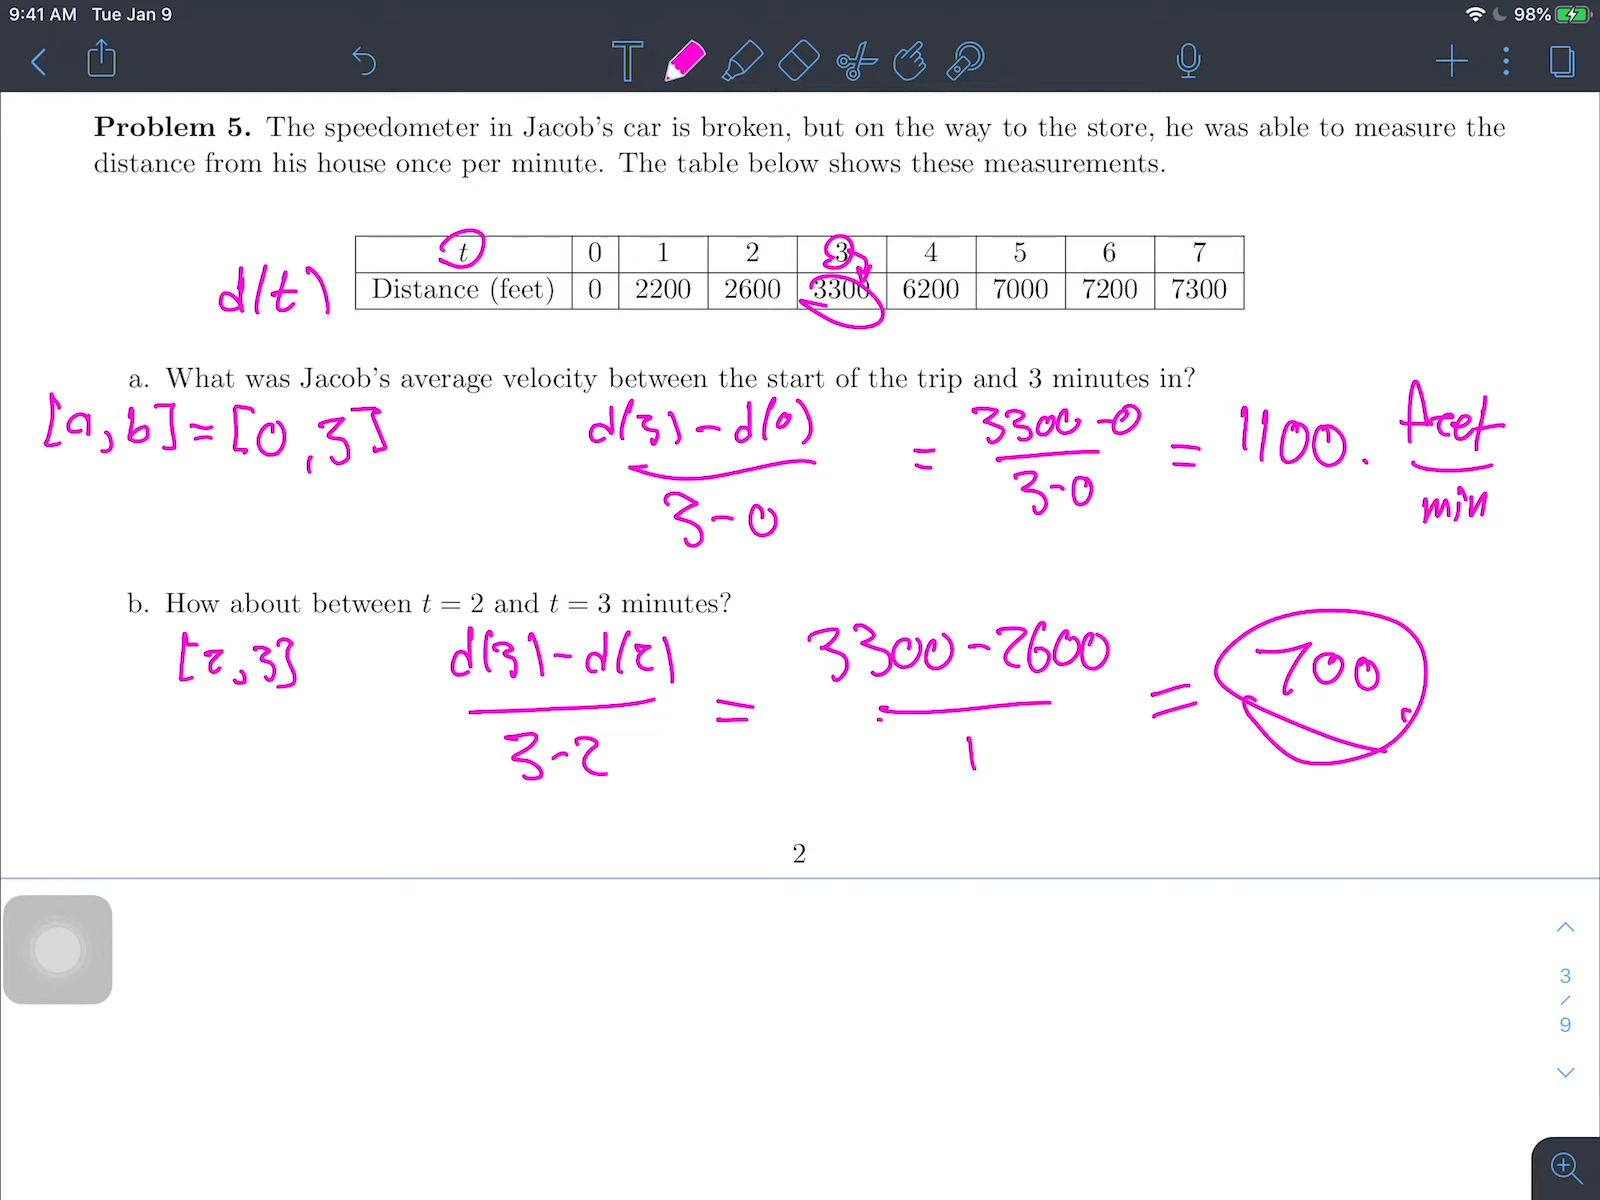 9:41 AM Tue Jan 9 98%
Problem 5. The speedometer in Jacob's car is broken, but on the way to the store, he was able to measure the
distance from his house once per minute. The table below shows these measurements.
t 0 1 2 3 4 5 6 7
d(t) Distance (feet) 0 2200 2600 3300 6200 7000 7200 7300
a. What was Jacob's average velocity between the start of the trip and 3 minutes in?
[a,b]=[0,3] d(3)-d(0) / 3-0 = 3300-0 / 3-0 = 1100. feet / min
b. How about between t = 2 and t = 3 minutes?
[2,3] d(3)-d(2) / 3-2 = 3300-2600 / 1 = 700
2
3 / 9